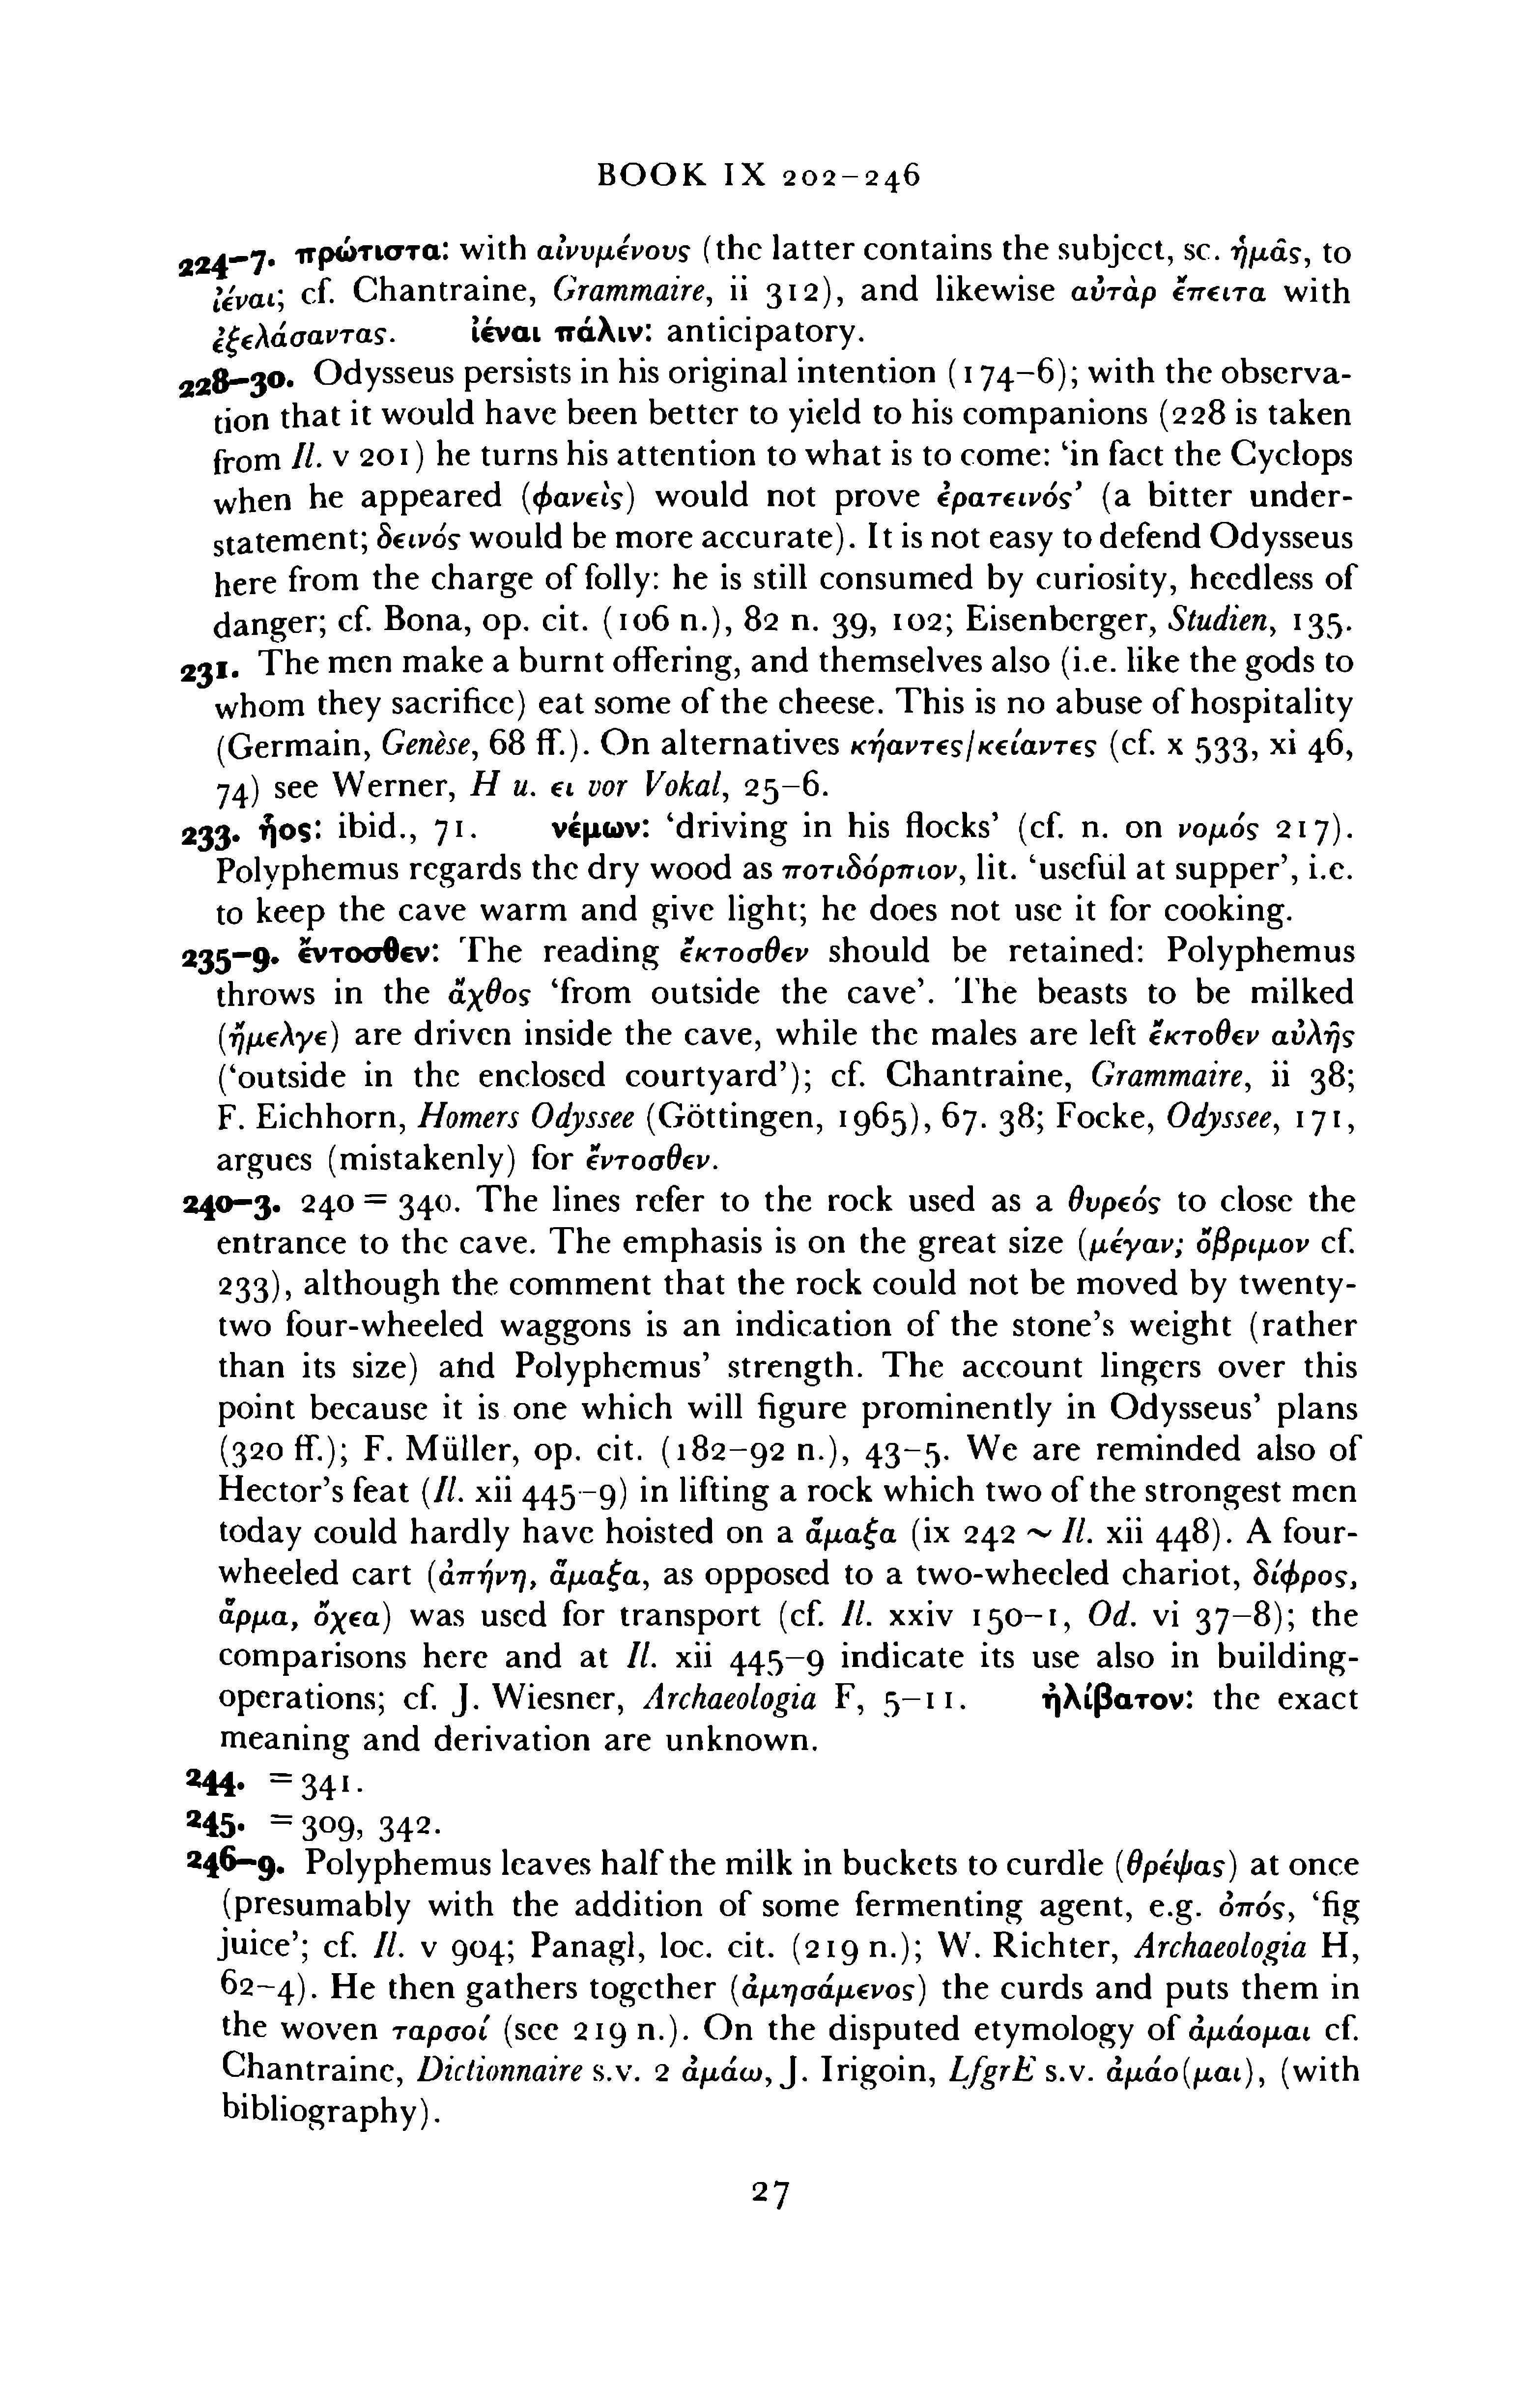 BOOK IX 202–246
224–7. πρώτιστα: with αἰνυμένους (the latter contains the subject, sc. ἡμᾶς, to
ἰέναι; cf. Chantraine, Grammaire, ii 312), and likewise αὐτὰρ ἔπειτα with
ἐξελάσαντας. ἰέναι πάλιν: anticipatory.
228–30. Odysseus persists in his original intention (174–6); with the observa-
tion that it would have been better to yield to his companions (228 is taken
from Il. v 201) he turns his attention to what is to come: ‘in fact the Cyclops
when he appeared (φανείς) would not prove ἐρατεινός’ (a bitter under-
statement; δεινός would be more accurate). It is not easy to defend Odysseus
here from the charge of folly: he is still consumed by curiosity, heedless of
danger; cf. Bona, op. cit. (106 n.), 82 n. 39, 102; Eisenberger, Studien, 135.
231. The men make a burnt offering, and themselves also (i.e. like the gods to
whom they sacrifice) eat some of the cheese. This is no abuse of hospitality
(Germain, Genèse, 68 ff.). On alternatives κήαντες/κείαντες (cf. x 533, xi 46,
74) see Werner, H u. ει vor Vokal, 25–6.
233. ἧος: ibid., 71. νέμων: ‘driving in his flocks’ (cf. n. on νομός 217).
Polyphemus regards the dry wood as ποτιδόρπιον, lit. ‘useful at supper’, i.e.
to keep the cave warm and give light; he does not use it for cooking.
235–9. ἔντοσθεν: The reading ἔκτοσθεν should be retained: Polyphemus
throws in the ἄχθος ‘from outside the cave’. The beasts to be milked
(ἤμελγε) are driven inside the cave, while the males are left ἔκτοθεν αὐλῆς
(‘outside in the enclosed courtyard’); cf. Chantraine, Grammaire, ii 38;
F. Eichhorn, Homers Odyssee (Göttingen, 1965), 67. 38; Focke, Odyssee, 171,
argues (mistakenly) for ἔντοσθεν.
240–3. 240 = 340. The lines refer to the rock used as a θυρεός to close the
entrance to the cave. The emphasis is on the great size (μέγαν; ὄβριμον cf.
233), although the comment that the rock could not be moved by twenty-
two four-wheeled waggons is an indication of the stone’s weight (rather
than its size) and Polyphemus’ strength. The account lingers over this
point because it is one which will figure prominently in Odysseus’ plans
(320 ff.); F. Müller, op. cit. (182–92 n.), 43–5. We are reminded also of
Hector’s feat (Il. xii 445–9) in lifting a rock which two of the strongest men
today could hardly have hoisted on a ἅμαξα (ix 242 ~ Il. xii 448). A four-
wheeled cart (ἀπήνη, ἅμαξα, as opposed to a two-wheeled chariot, δίφρος,
ἅρμα, ὄχεα) was used for transport (cf. Il. xxiv 150–1, Od. vi 37–8); the
comparisons here and at Il. xii 445–9 indicate its use also in building-
operations; cf. J. Wiesner, Archaeologia F, 5–11. ἠλίβατον: the exact
meaning and derivation are unknown.
244. = 341.
245. = 309, 342.
246–9. Polyphemus leaves half the milk in buckets to curdle (θρέψας) at once
(presumably with the addition of some fermenting agent, e.g. ὀπός, ‘fig
juice’; cf. Il. v 904; Panagl, loc. cit. (219 n.); W. Richter, Archaeologia H,
62–4). He then gathers together (ἀμησάμενος) the curds and puts them in
the woven ταρσοί (see 219 n.). On the disputed etymology of ἀμάομαι cf.
Chantraine, Dictionnaire s.v. 2 ἀμάω, J. Irigoin, LfgrE s.v. ἀμάο(μαι), (with
bibliography).
27